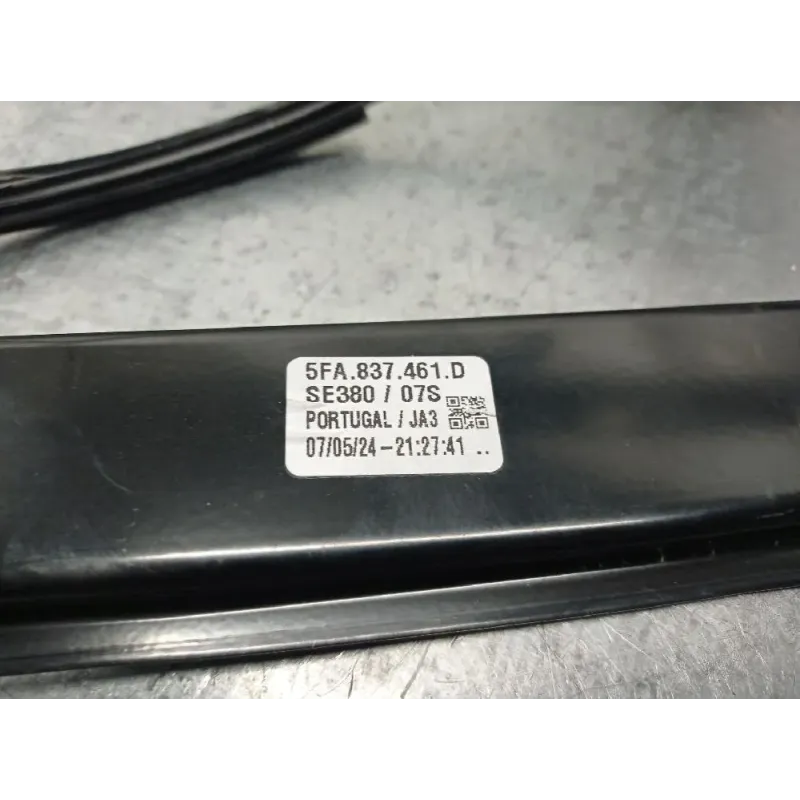 5FA.837.461.D
SE380 / 07S
PORTUGAL / JA3
07/05/24-21:27:41 ..